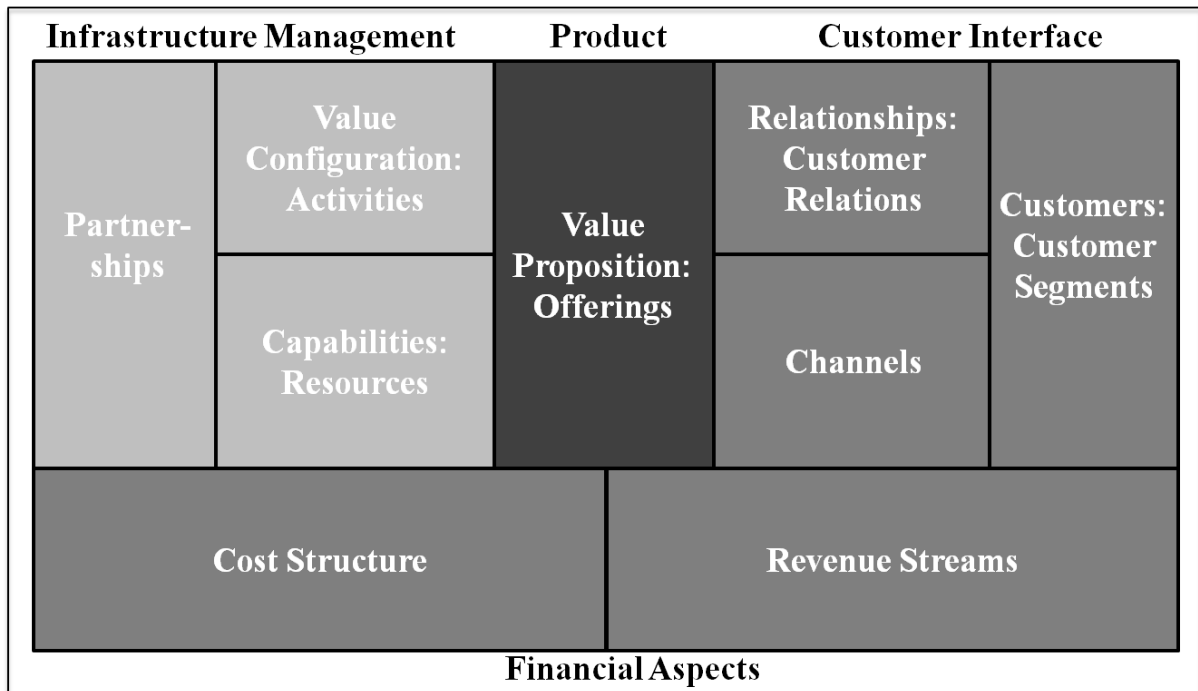 Infrastructure Management
Product
Customer Interface
Partner-
ships
Value
Configuration:
Activities
Capabilities:
Resources
Value
Proposition:
Offerings
Relationships:
Customer
Relations
Channels
Customers:
Customer
Segments
Cost Structure
Revenue Streams
Financial Aspects